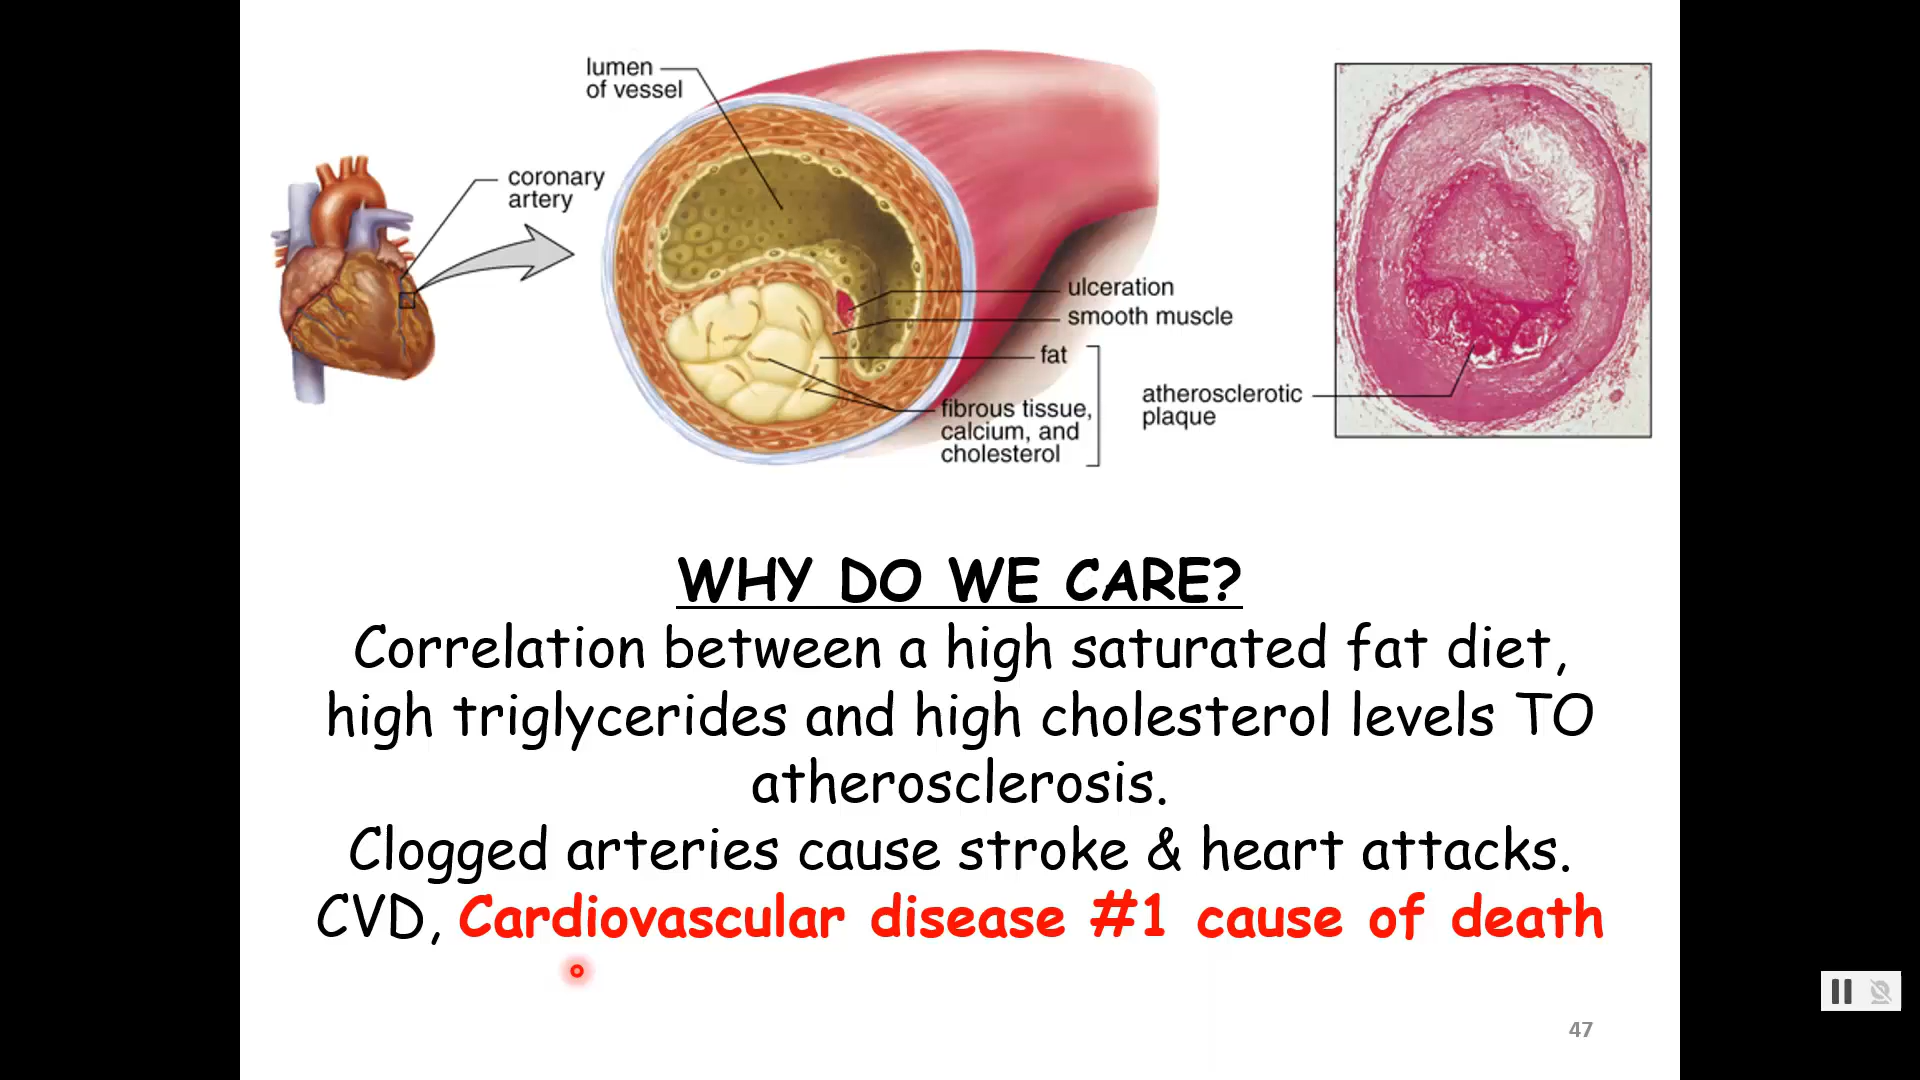 lumen
of vessel
coronary
artery
ulceration
smooth muscle
fat
fibrous tissue,
calcium, and
cholesterol
atherosclerotic
plaque
WHY DO WE CARE?
Correlation between a high saturated fat diet,
high triglycerides and high cholesterol levels TO
atherosclerosis.
Clogged arteries cause stroke & heart attacks.
CVD, Cardiovascular disease #1 cause of death
47